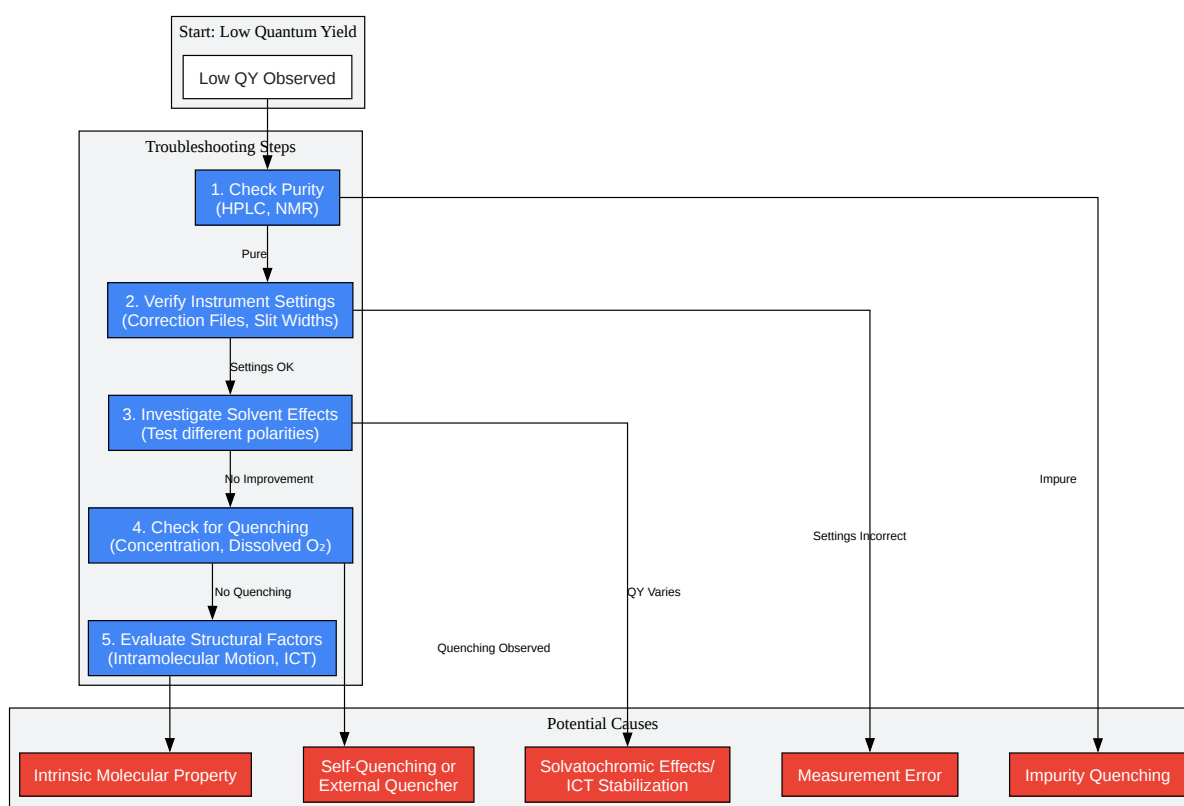 Start: Low Quantum Yield
Low QY Observed
Troubleshooting Steps
1. Check Purity
(HPLC, NMR)
Pure
2. Verify Instrument Settings
(Correction Files, Slit Widths)
Settings OK
3. Investigate Solvent Effects
(Test different polarities)
No Improvement
Impure
4. Check for Quenching
(Concentration, Dissolved O₂)
Settings Incorrect
No Quenching
QY Varies
5. Evaluate Structural Factors
(Intramolecular Motion, ICT)
Quenching Observed
Potential Causes
Intrinsic Molecular Property
Self-Quenching or
External Quencher
Solvatochromic Effects/
ICT Stabilization
Measurement Error
Impurity Quenching